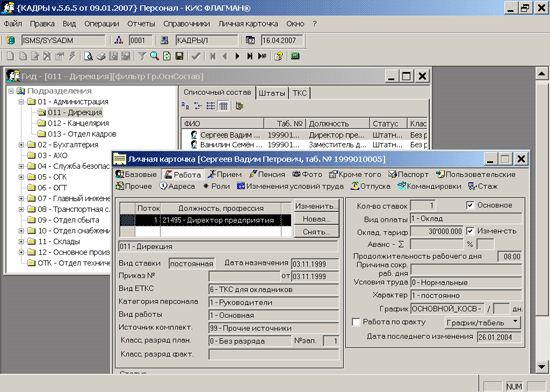 {КАДРЫ v.5.6.5 от 09.01.2007} Персонал - КИС ФЛАГМАН®
Файл Правка Вид Операции Отчеты Справочники Личная карточка Окно ?
ISMS/SYSADM 0001 КАДРЫ/1 16.04.2007
Гид - [011 - Дирекция][фильтр Гр.ОснСостав]
Подразделения
01 - Администрация
011 - Дирекция
012 - Канцелярия
013 - Отдел кадров
02 - Бухгалтерия
03 - АХО
04 - Служба безопас
05 - ОГК
06 - ОГТ
07 - Главный инжене
08 - Транспортная с.
09 - Отдел сбыта
10 - Отдел снабжени
11 - Склады
12 - Основное произ
ОТК - Отдел техниче
Списочный состав Штаты ТКС
ФИО Таб. № Должность Статус Клас
Сергеев Вадим ... 199901... Директор пре... Штатн... Без р
Ванилин Семён ... 199901... Заместитель д... Штатн... Без р
Личная карточка [Сергеев Вадим Петрович, таб. № 1999010005]
Базовые Работа Прием Пенсия Фото Кроме того Паспорт Пользовательские
Прочее Адреса Роли Изменения условий труда Отпуска Командировки Стаж
Поток Должность, профессия
1 21495 - Директор предприятия
Изменить...
Новая...
Снять...
011 - Дирекция
Вид ставки постоянная Дата назначения 03.11.1999
Приказ № от 03.11.1999
Вид ЕТКС 6 - ТКС для окладников
Категория персонала 1 - Руководители
Вид работы 1 - Основная
Источник комплект. 99 - Прочие источники
Класс, разряд план. 0 - Без разряда №зап. 1
Класс, разряд факт.
Кол-во ставок 1 Основное
Вид оплаты 1 - Оклад
Оклад, тариф 30'000.000 Изменсть
Аванс - Σ %
Продолжительность рабочего дня 08:00
Причина сокр. раб. дня
Условия труда 0 - Нормальные
Характер 1 - постоянно
График ОСНОВНОЙ_КОСВ - / дн.
Работа по факту График/табель
Дата последнего изменения 26.01.2004
NUM